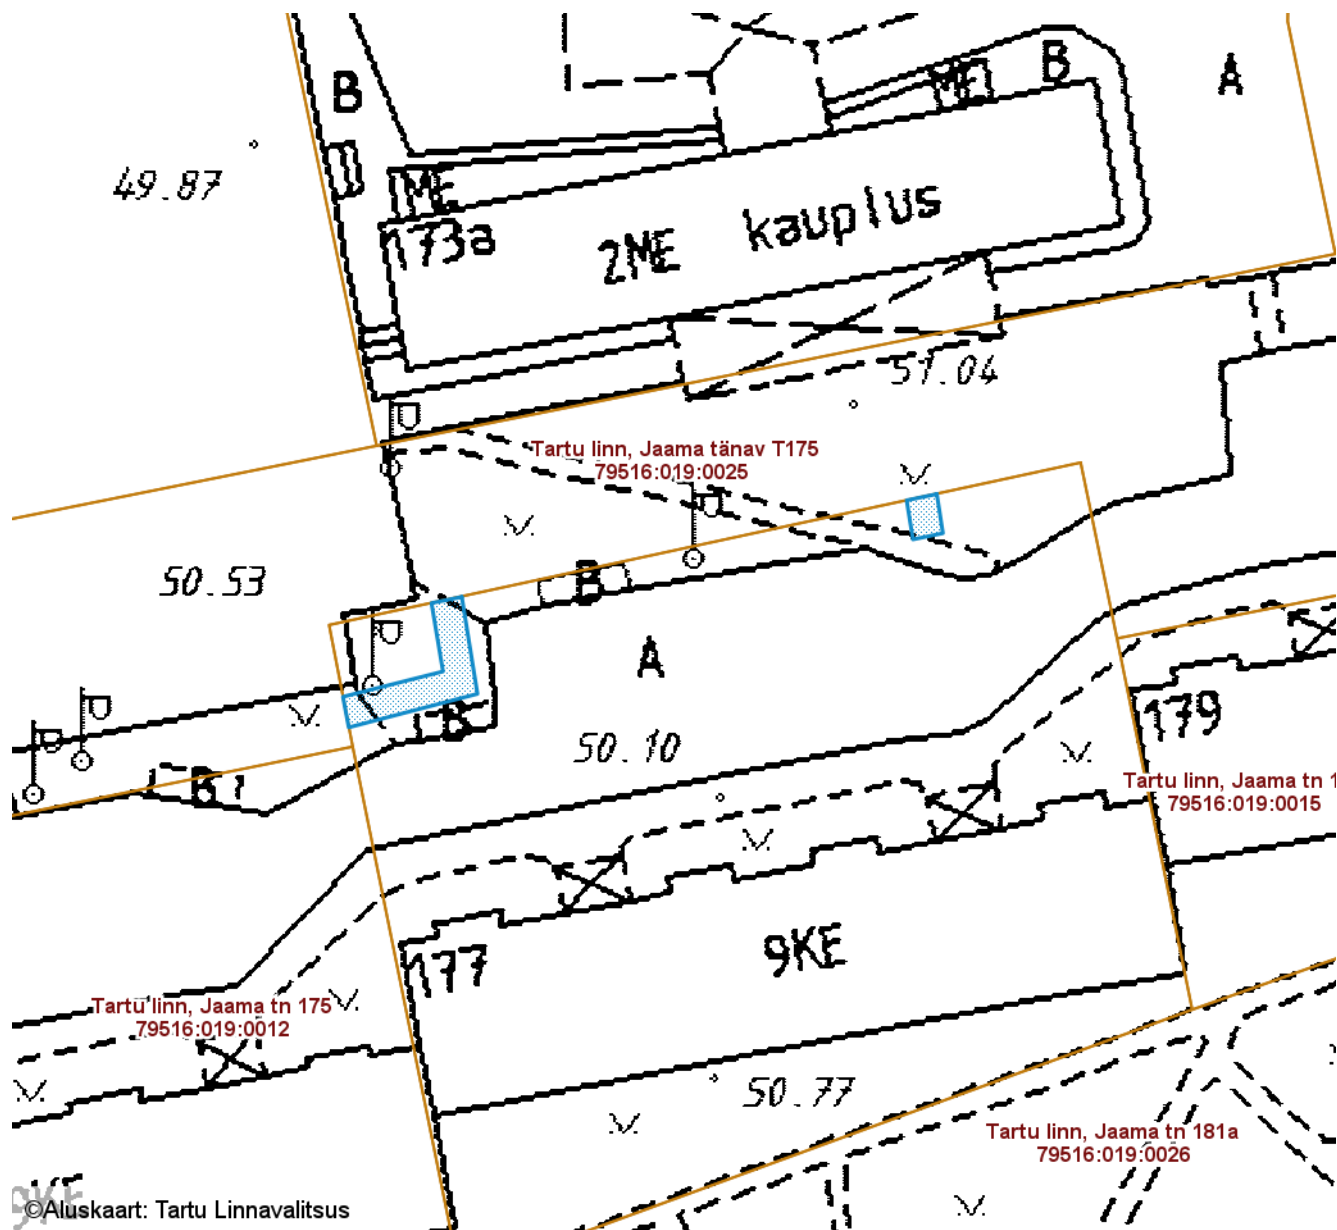 B
B
A
ME
49.87
ME
kauplus
173a
2ME
51.04
Tartu linn, Jaama tänav T175
79516:019:0025
50.53
B
A
B
50.10
179
B
Tartu linn, Jaama tn 1
79516:019:0015
177
9KE
Tartu linn, Jaama tn 175
79516:019:0012
50.77
Tartu linn, Jaama tn 181a
79516:019:0026
9KE
©Aluskaart: Tartu Linnavalitsus